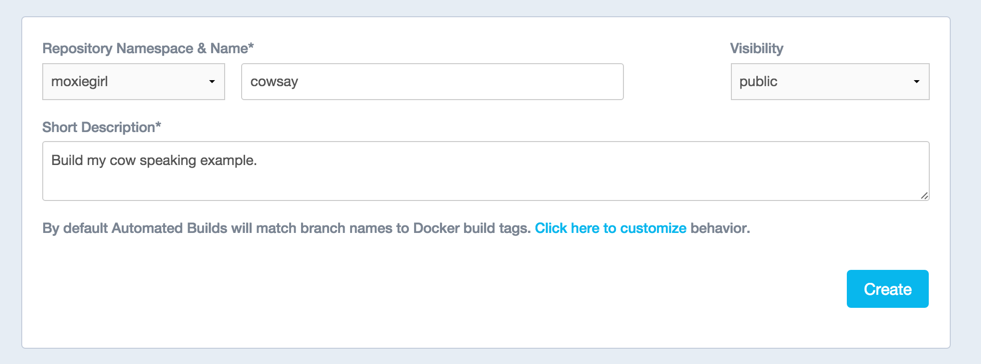 Repository Namespace & Name*
Visibility
moxiegirl
cowsay
public
Short Description*
Build my cow speaking example.
By default Automated Builds will match branch names to Docker build tags. Click here to customize behavior.
Create